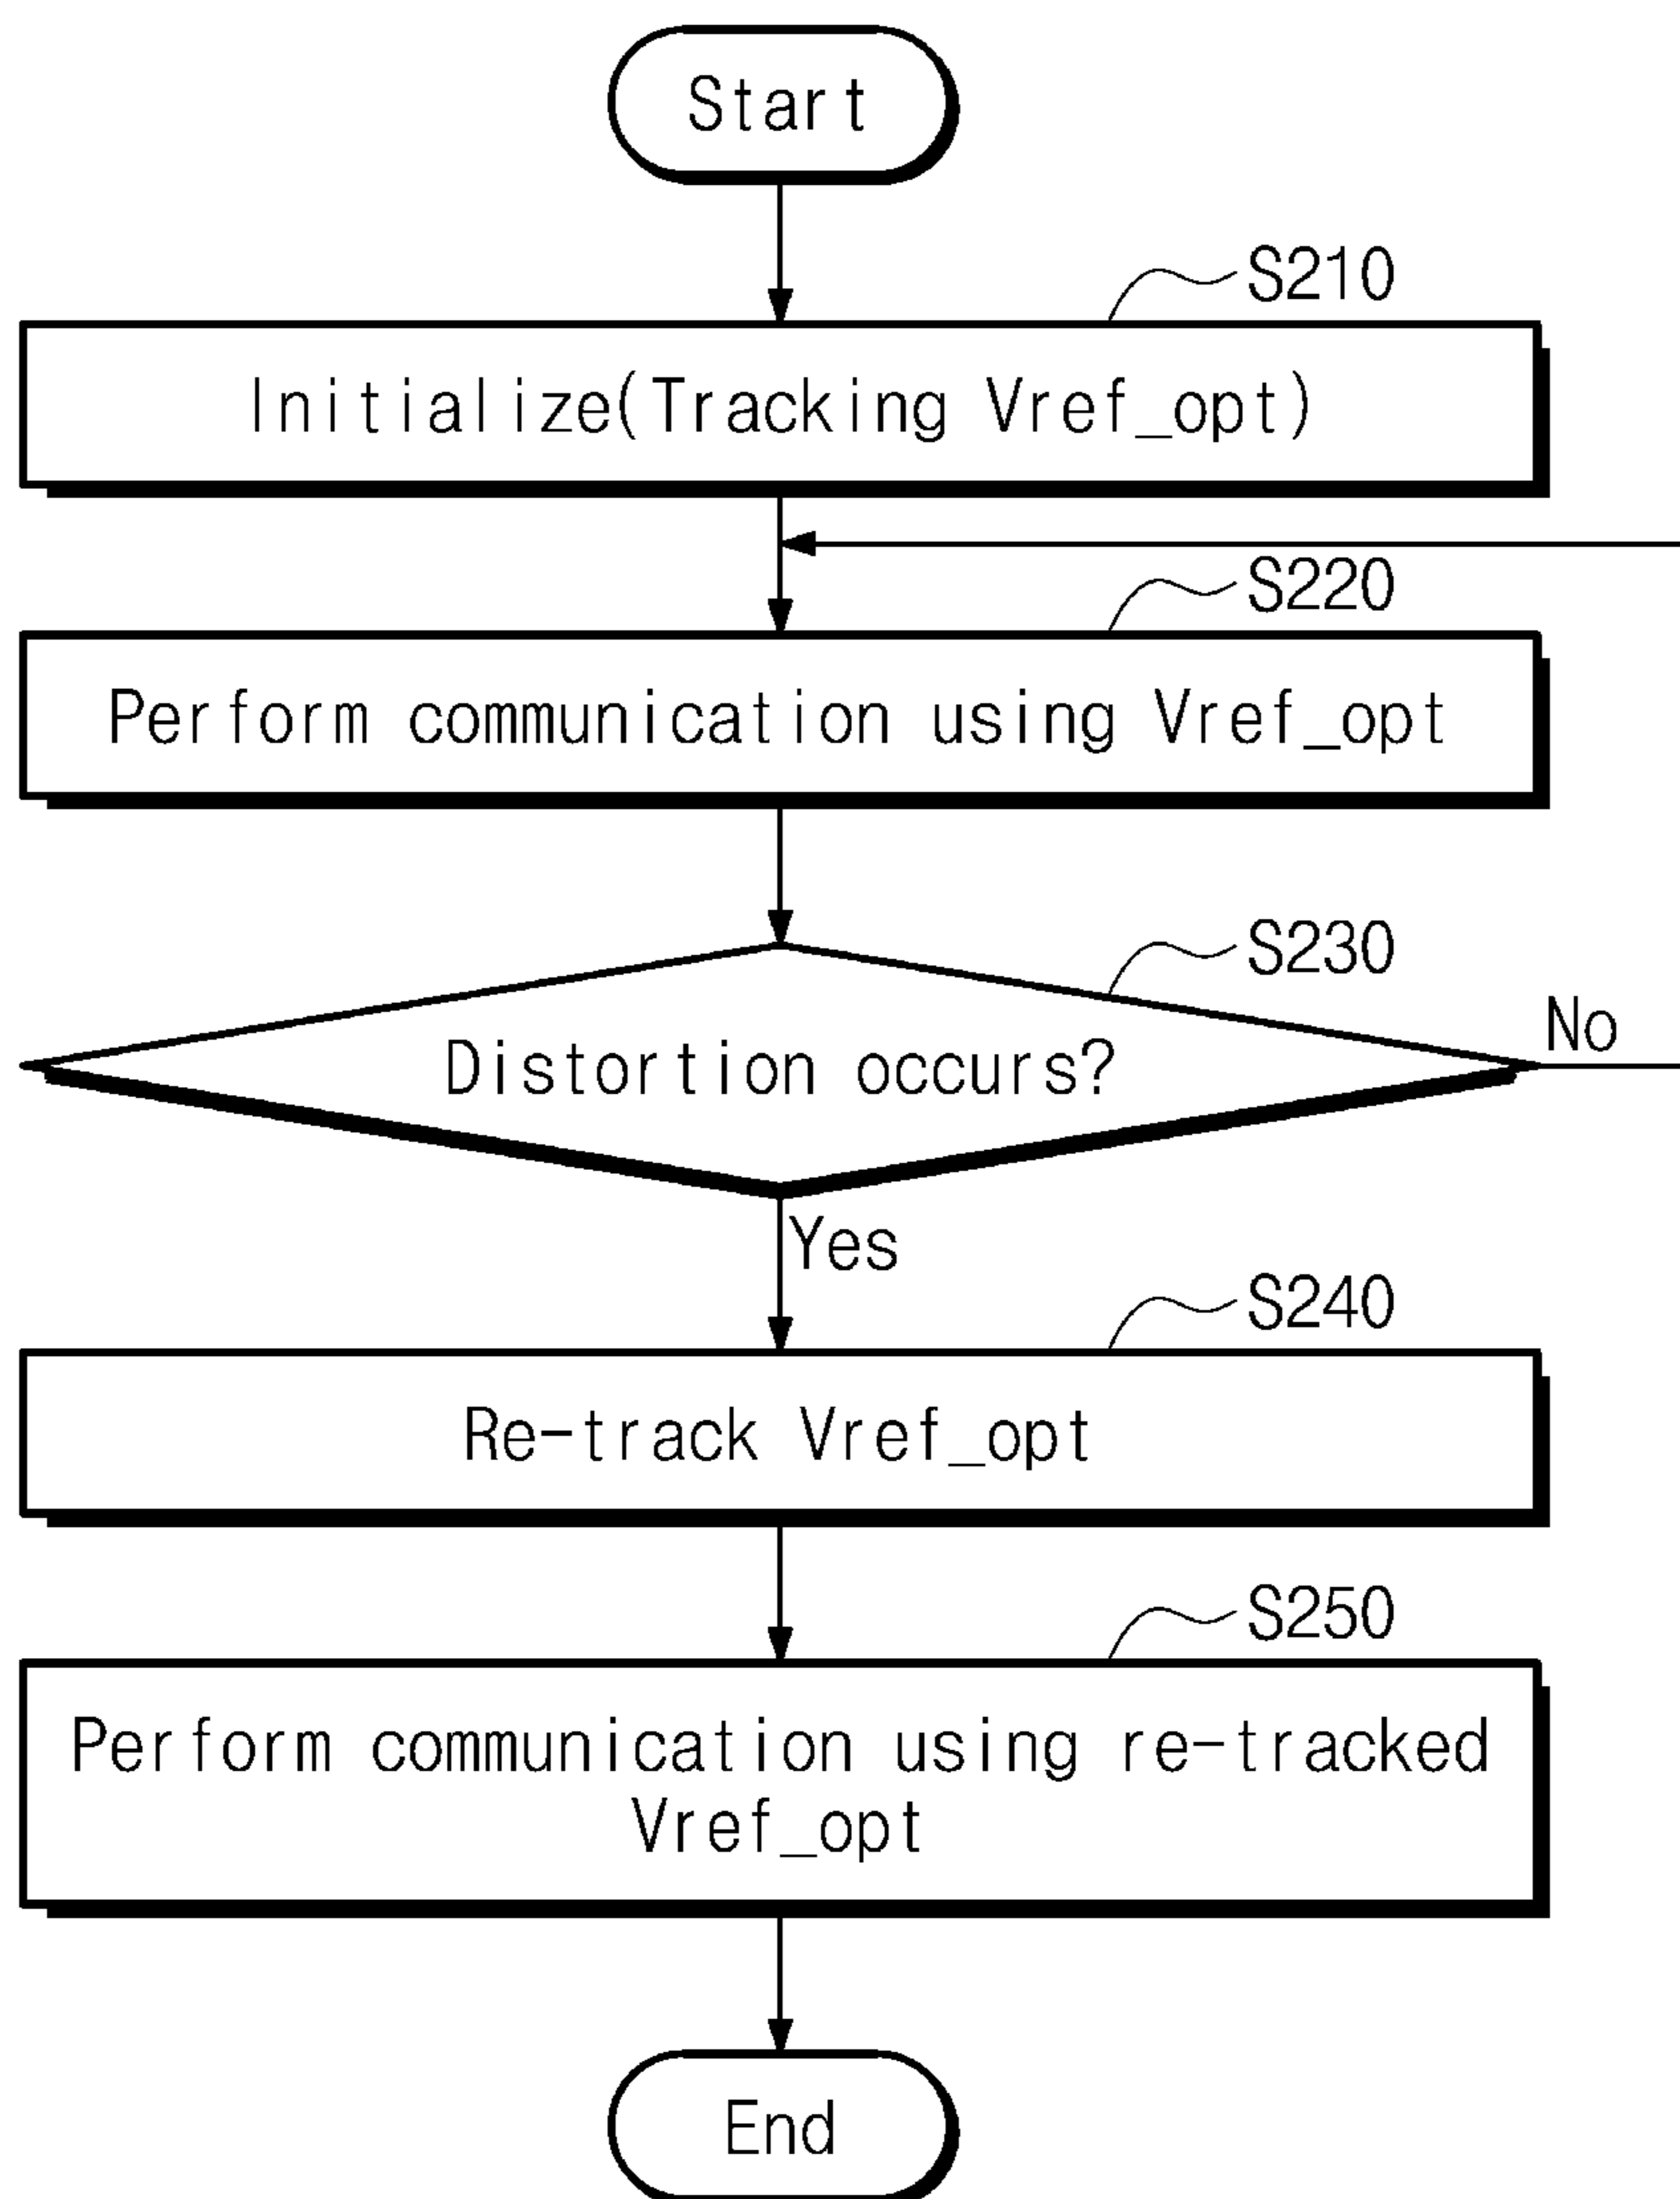 Start
S210
Initialize(Tracking Vref_opt)
S220
Perform communication using Vref_opt
S230
No
Distortion occurs?
Yes
S240
Re-track Vref_opt
S250
Perform communication using re-tracked
Vref_opt
End